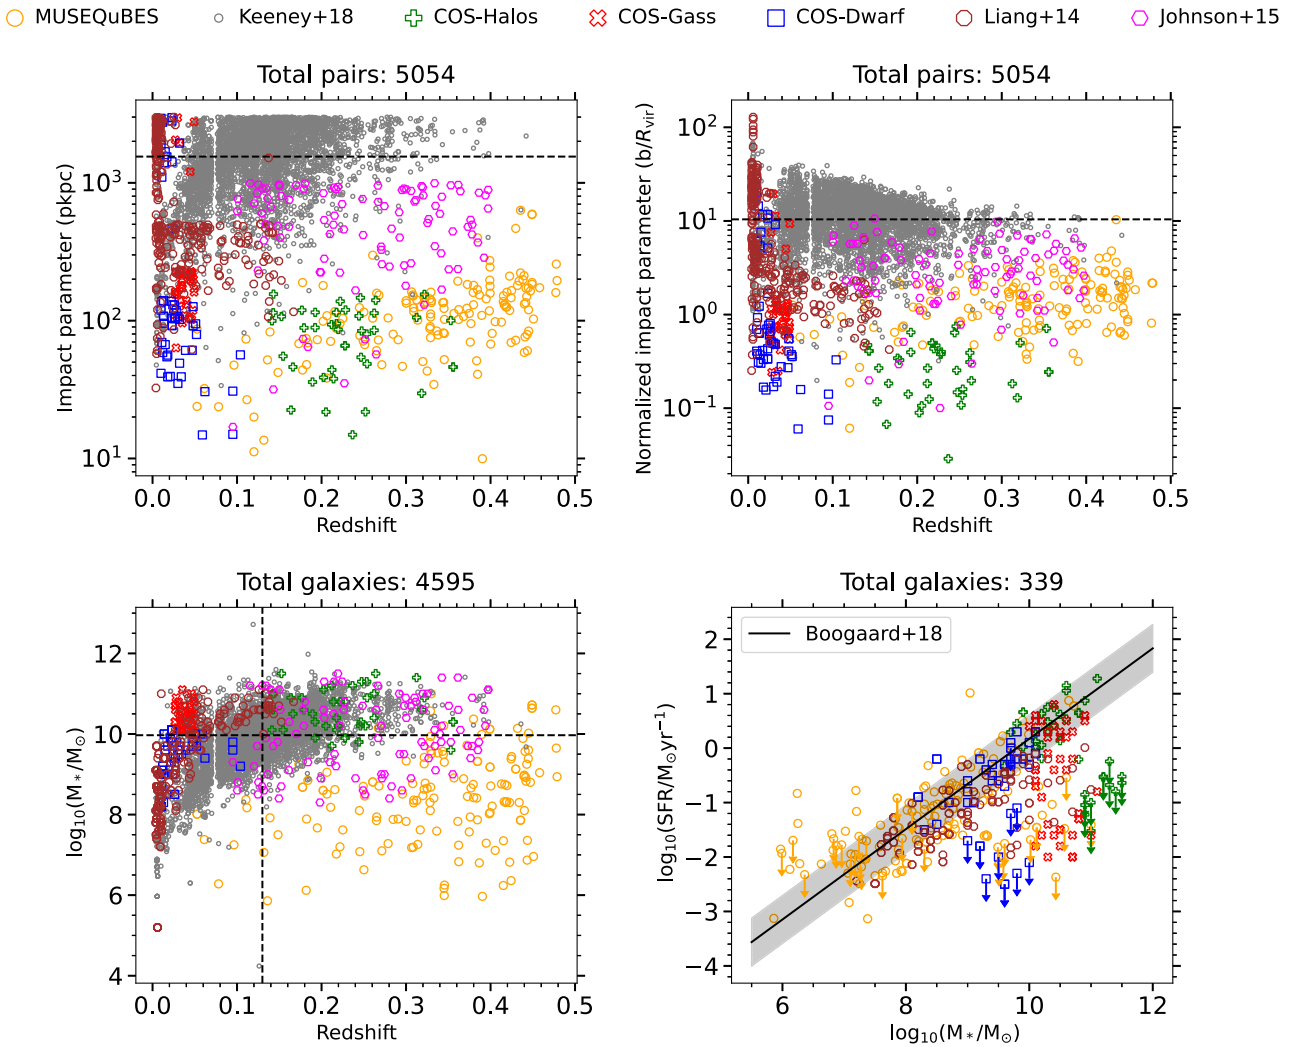 MUSEQuBES Keeney+18 COS-Halos COS-Gass COS-Dwarf Liang+14 Johnson+15
Total pairs: 5054
Impact parameter (pkpc)
10³
10²
10¹
0.0 0.1 0.2 0.3 0.4 0.5
Redshift
Total pairs: 5054
Normalized impact parameter (b/R_vir)
10²
10¹
10⁰
10⁻¹
0.0 0.1 0.2 0.3 0.4 0.5
Redshift
Total galaxies: 4595
log₁₀(M_*/M_⊙)
12
10
8
6
4
0.0 0.1 0.2 0.3 0.4 0.5
Redshift
Total galaxies: 339
Boogaard+18
log₁₀(SFR/M_⊙yr⁻¹)
2
1
0
−1
−2
−3
−4
6 8 10 12
log₁₀(M_*/M_⊙)